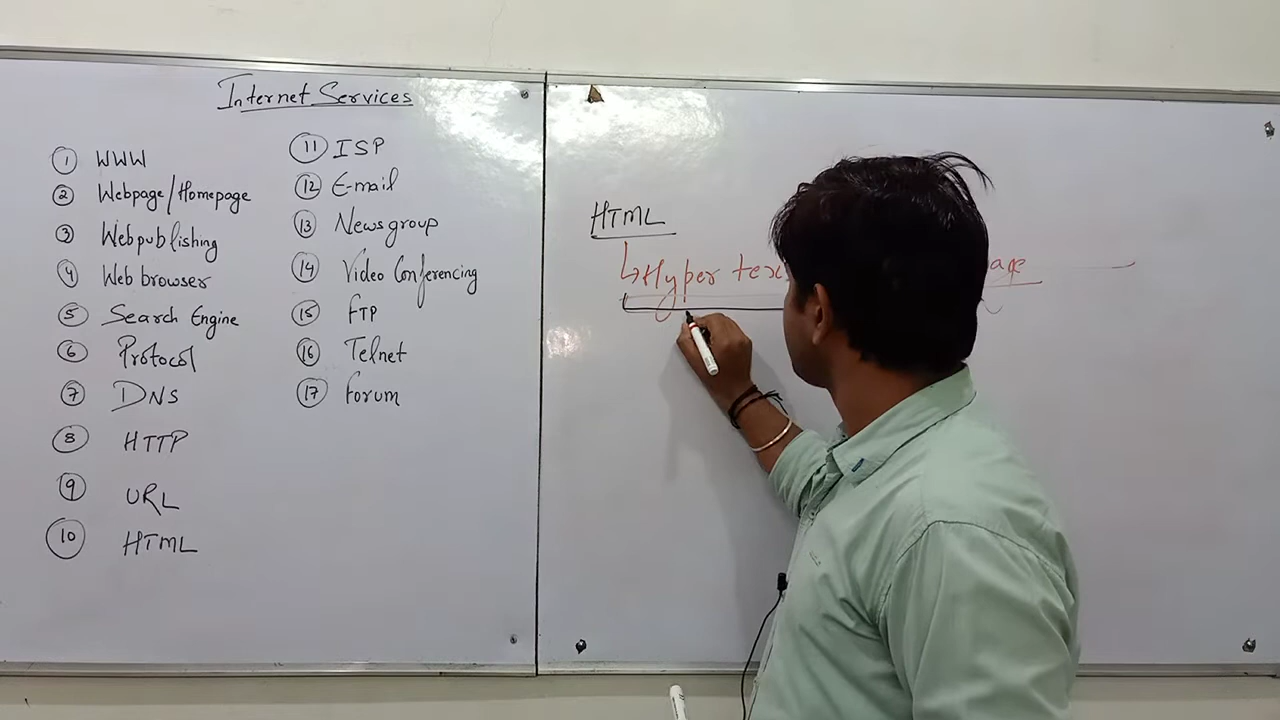 Internet Services
1 WWW
2 Webpage/Homepage
3 Webpublishing
4 Web browser
5 Search Engine
6 Protocol
7 DNS
8 HTTP
9 URL
10 HTML
11 ISP
12 E-mail
13 Newsgroup
14 Video Conferencing
15 FTP
16 Telnet
17 Forum
HTML
Hyper